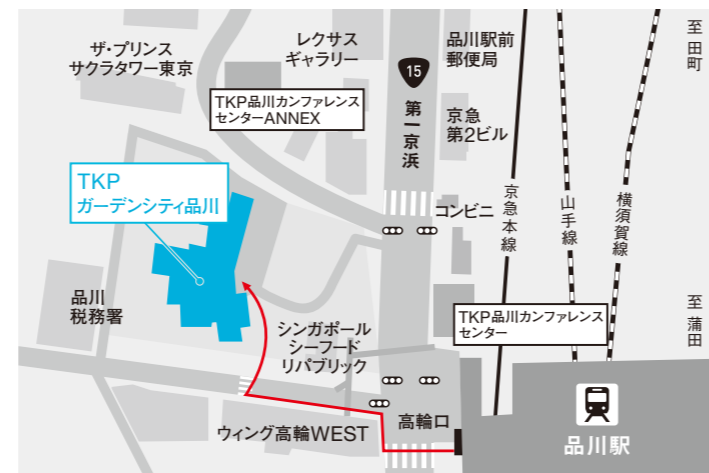 ザ・プリンス
サクラタワー東京
レクサス
ギャラリー
15
第一京浜
品川駅前
郵便局
至 田町
TKP品川カンファレンス
センターANNEX
京急
第2ビル
TKP
ガーデンシティ品川
コンビニ
京急本線
山手線
横須賀線
品川
税務署
シンガポール
シーフード
リパブリック
TKP品川カンファレンス
センター
至 蒲田
ウィング高輪WEST
高輪口
品川駅